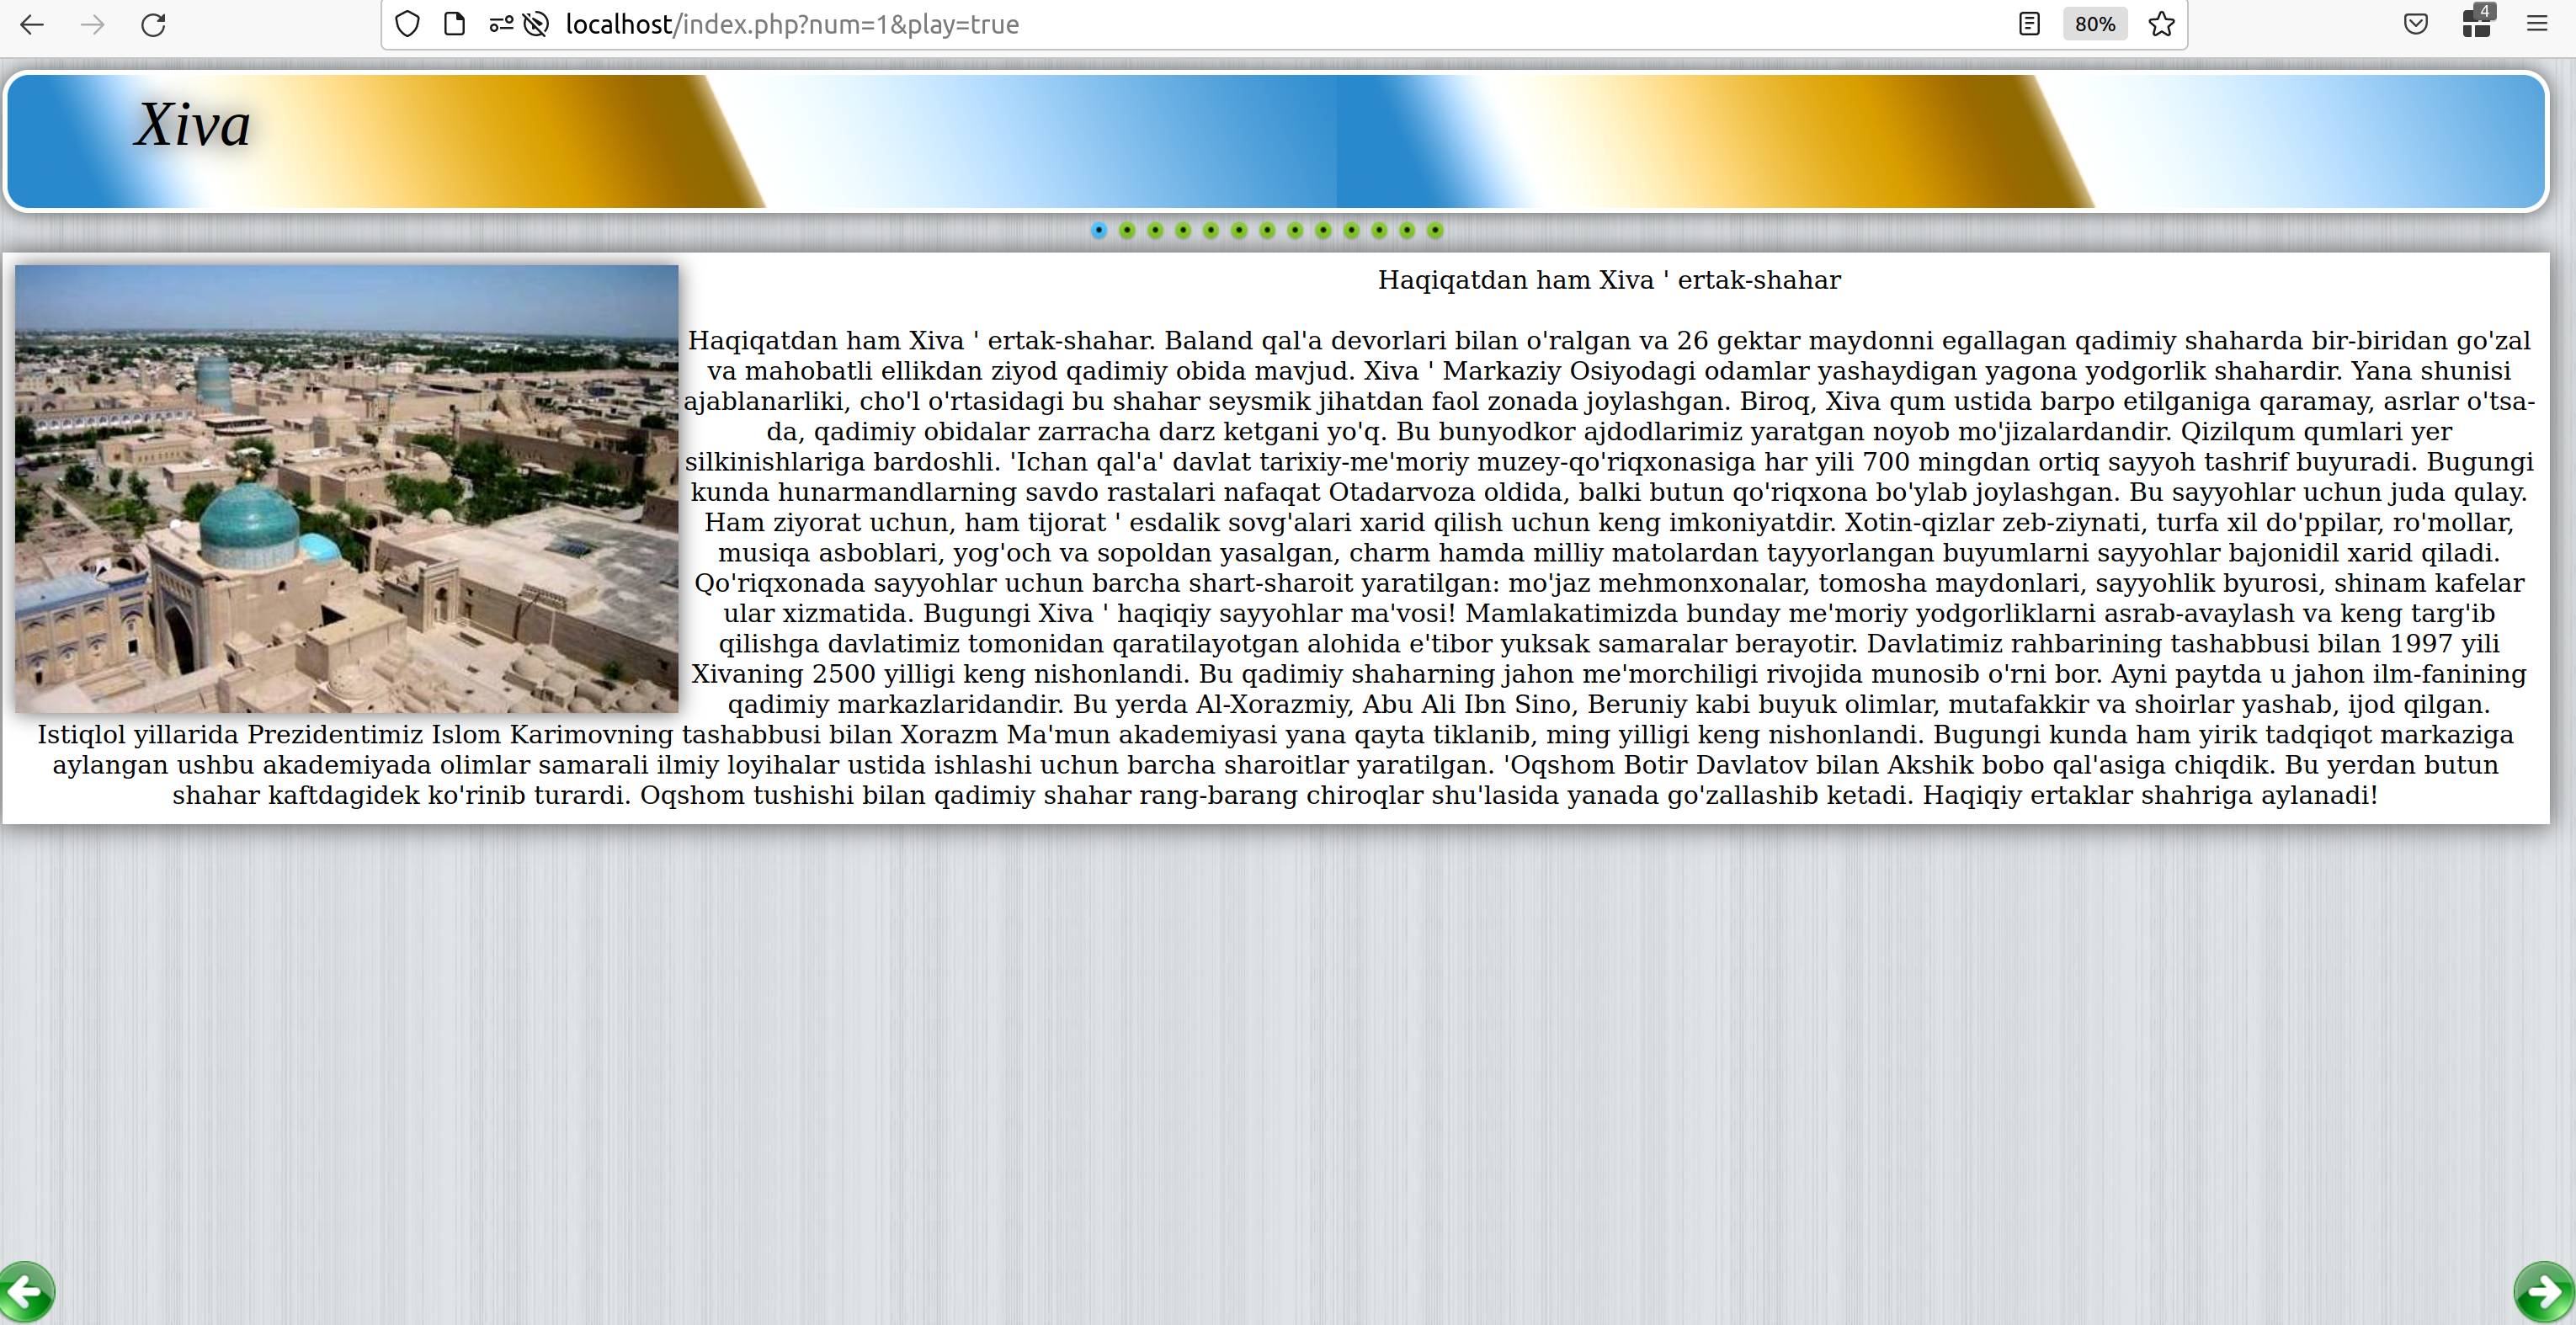 localhost/index.php?num=1&play=true
80%
4
Xiva
Haqiqatdan ham Xiva ' ertak-shahar
Haqiqatdan ham Xiva ' ertak-shahar. Baland qal'a devorlari bilan o'ralgan va 26 gektar maydonni egallagan qadimiy shaharda bir-biridan go'zal
va mahobatli ellikdan ziyod qadimiy obida mavjud. Xiva ' Markaziy Osiyodagi odamlar yashaydigan yagona yodgorlik shahardir. Yana shunisi
ajablanarliki, cho'l o'rtasidagi bu shahar seysmik jihatdan faol zonada joylashgan. Biroq, Xiva qum ustida barpo etilganiga qaramay, asrlar o'tsa-
da, qadimiy obidalar zarracha darz ketgani yo'q. Bu bunyodkor ajdodlarimiz yaratgan noyob mo'jizalardandir. Qizilqum qumlari yer
silkinishlariga bardoshli. 'Ichan qal'a' davlat tarixiy-me'moriy muzey-qo'riqxonasiga har yili 700 mingdan ortiq sayyoh tashrif buyuradi. Bugungi
kunda hunarmandlarning savdo rastalari nafaqat Otadarvoza oldida, balki butun qo'riqxona bo'ylab joylashgan. Bu sayyohlar uchun juda qulay.
Ham ziyorat uchun, ham tijorat ' esdalik sovg'alari xarid qilish uchun keng imkoniyatdir. Xotin-qizlar zeb-ziynati, turfa xil do'ppilar, ro'mollar,
musiqa asboblari, yog'och va sopoldan yasalgan, charm hamda milliy matolardan tayyorlangan buyumlarni sayyohlar bajonidil xarid qiladi.
Qo'riqxonada sayyohlar uchun barcha shart-sharoit yaratilgan: mo'jaz mehmonxonalar, tomosha maydonlari, sayyohlik byurosi, shinam kafelar
ular xizmatida. Bugungi Xiva ' haqiqiy sayyohlar ma'vosi! Mamlakatimizda bunday me'moriy yodgorliklarni asrab-avaylash va keng targ'ib
qilishga davlatimiz tomonidan qaratilayotgan alohida e'tibor yuksak samaralar berayotir. Davlatimiz rahbarining tashabbusi bilan 1997 yili
Xivaning 2500 yilligi keng nishonlandi. Bu qadimiy shaharning jahon me'morchiligi rivojida munosib o'rni bor. Ayni paytda u jahon ilm-fanining
qadimiy markazlaridandir. Bu yerda Al-Xorazmiy, Abu Ali Ibn Sino, Beruniy kabi buyuk olimlar, mutafakkir va shoirlar yashab, ijod qilgan.
Istiqlol yillarida Prezidentimiz Islom Karimovning tashabbusi bilan Xorazm Ma'mun akademiyasi yana qayta tiklanib, ming yilligi keng nishonlandi. Bugungi kunda ham yirik tadqiqot markaziga
aylangan ushbu akademiyada olimlar samarali ilmiy loyihalar ustida ishlashi uchun barcha sharoitlar yaratilgan. 'Oqshom Botir Davlatov bilan Akshik bobo qal'asiga chiqdik. Bu yerdan butun
shahar kaftdagidek ko'rinib turardi. Oqshom tushishi bilan qadimiy shahar rang-barang chiroqlar shu'lasida yanada go'zallashib ketadi. Haqiqiy ertaklar shahriga aylanadi!